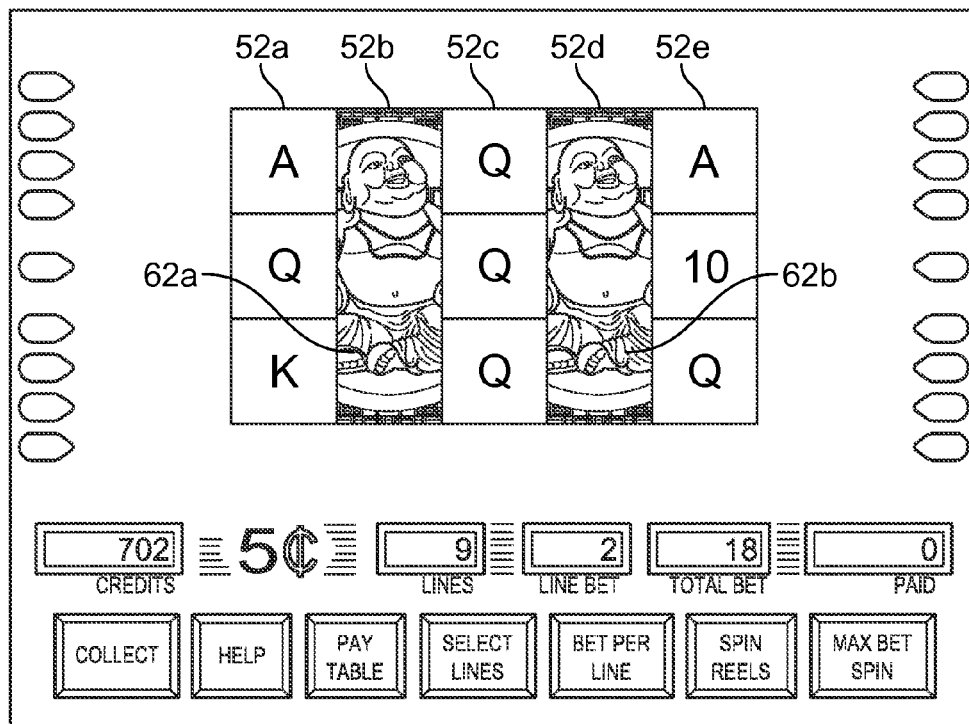 52a 52b 52c 52d 52e
A Q A
62a Q Q 10 62b
K Q Q
702 5¢ 9 2 18 0
CREDITS LINES LINE BET TOTAL BET PAID
COLLECT HELP PAY TABLE SELECT LINES BET PER LINE SPIN REELS MAX BET SPIN